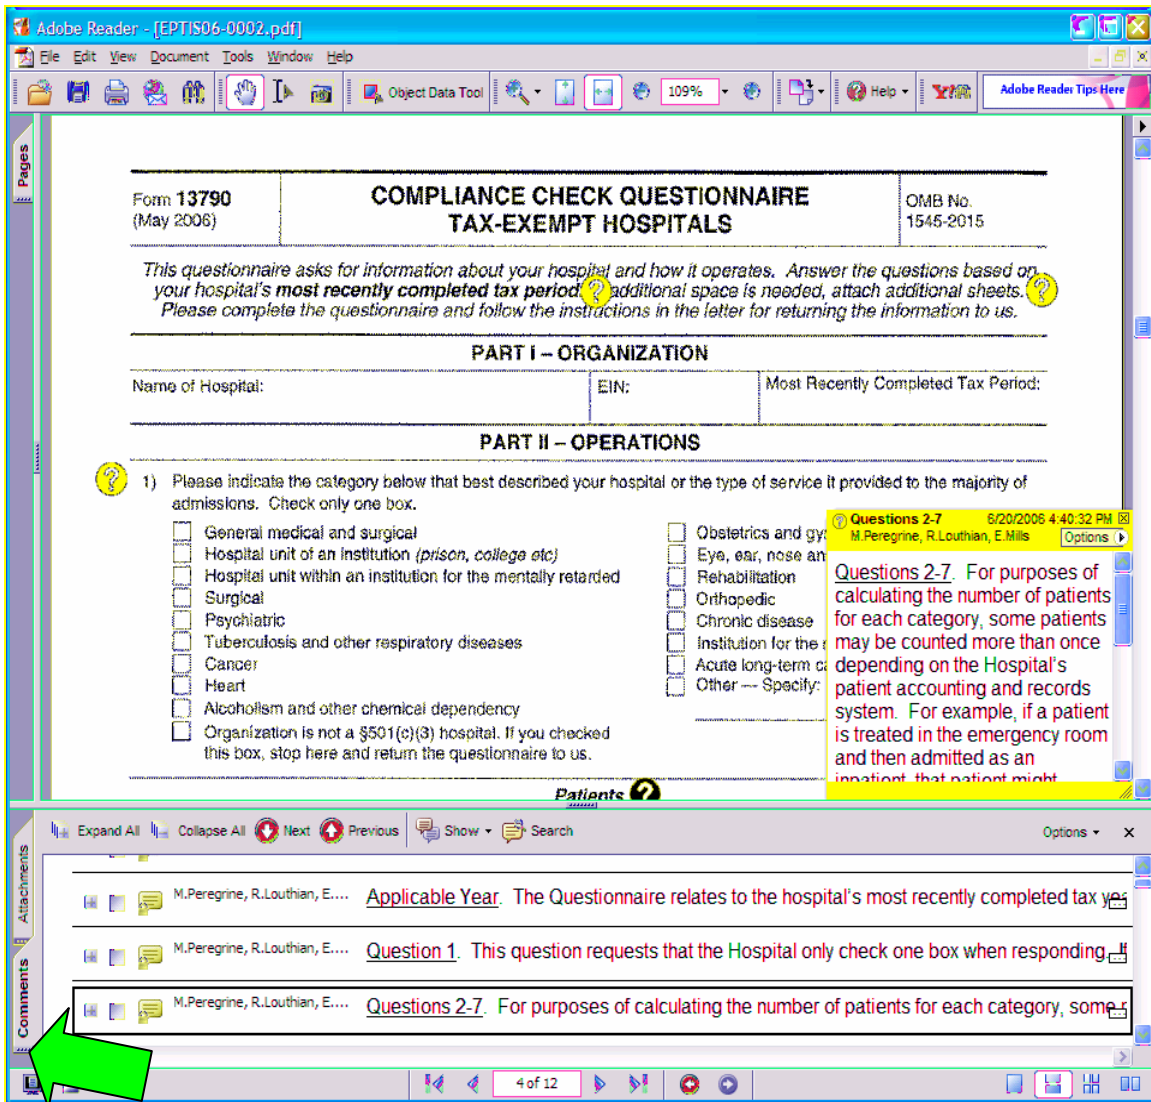 Adobe Reader - [EPTIS06-0002.pdf]
File Edit View Document Tools Window Help
Object Data Tool 109% Help Adobe Reader Tips Here
Pages
Form 13790
(May 2006)
COMPLIANCE CHECK QUESTIONNAIRE
TAX-EXEMPT HOSPITALS
OMB No.
1545-2015
This questionnaire asks for information about your hospital and how it operates. Answer the questions based on
your hospital's most recently completed tax period. additional space is needed, attach additional sheets.
Please complete the questionnaire and follow the instructions in the letter for returning the information to us.
PART I – ORGANIZATION
Name of Hospital: EIN: Most Recently Completed Tax Period:
PART II – OPERATIONS
1) Please indicate the category below that best described your hospital or the type of service it provided to the majority of
admissions. Check only one box.
General medical and surgical
Hospital unit of an institution (prison, college etc)
Hospital unit within an institution for the mentally retarded
Surgical
Psychiatric
Tuberculosis and other respiratory diseases
Cancer
Heart
Alcoholism and other chemical dependency
Organization is not a §501(c)(3) hospital. If you checked
this box, stop here and return the questionnaire to us.
Obstetrics and gy
Eye, ear, nose an
Rehabilitation
Orthopedic
Chronic disease
Institution for the
Acute long-term c
Other — Specify:
Questions 2-7 6/20/2006 4:40:32 PM
M.Peregrine, R.Louthian, E.Mills Options
Questions 2-7. For purposes of
calculating the number of patients
for each category, some patients
may be counted more than once
depending on the Hospital's
patient accounting and records
system. For example, if a patient
is treated in the emergency room
and then admitted as an
inpatient, that patient might
Patients
Expand All Collapse All Next Previous Show Search Options
Attachments
Comments
M.Peregrine, R.Louthian, E.... Applicable Year. The Questionnaire relates to the hospital's most recently completed tax
M.Peregrine, R.Louthian, E.... Question 1. This question requests that the Hospital only check one box when responding.
M.Peregrine, R.Louthian, E.... Questions 2-7. For purposes of calculating the number of patients for each category, some
4 of 12